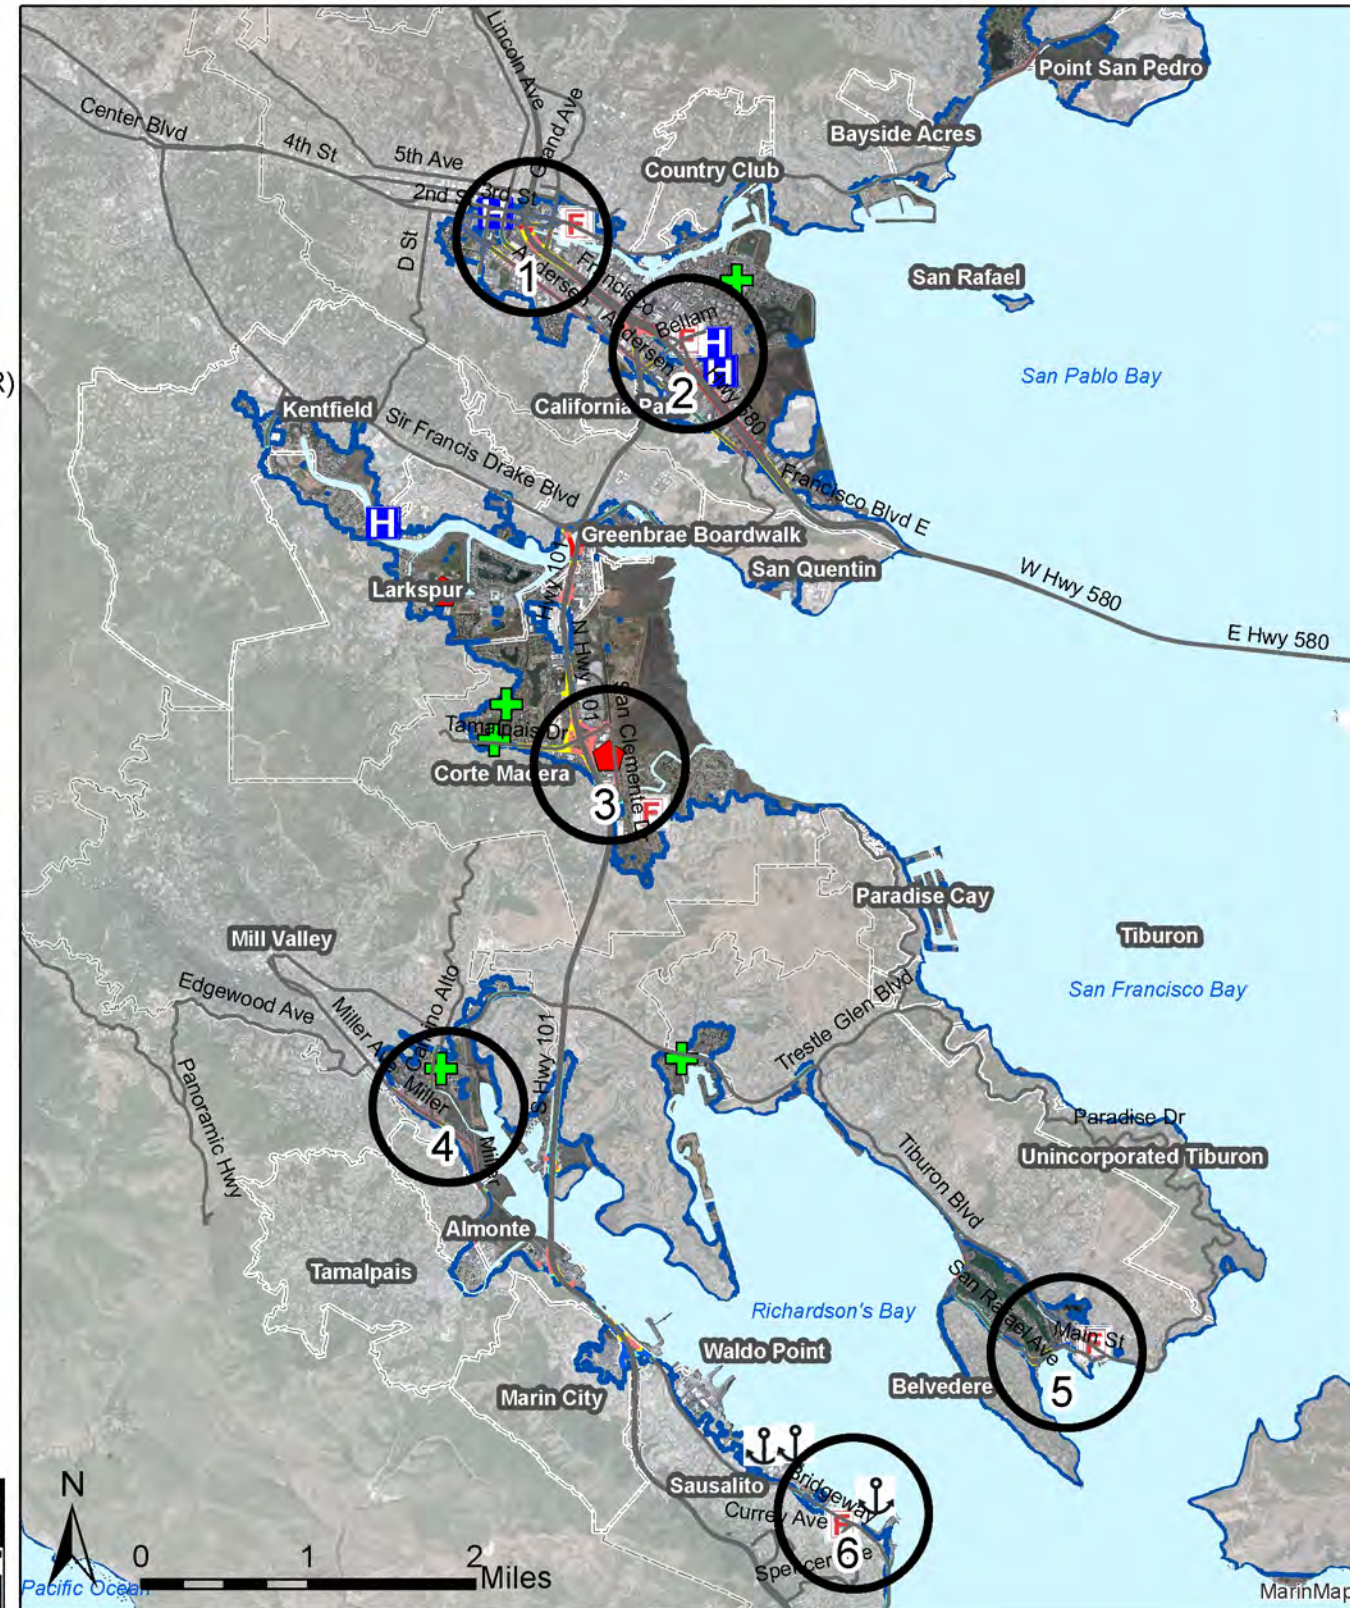 Lincoln Ave
Grand Ave
Point San Pedro
Center Blvd
Bayside Acres
4th St
5th Ave
Country Club
2nd St
3rd St
H
F
D St
Andersen
Francisco
1
San Rafael
Bellam
Andersen
F
H
H
San Pablo Bay
R)
2
Hwy 580
California Park
Kentfield
Sir Francis Drake Blvd
Francisco Blvd E
H
Greenbrae Boardwalk
San Quentin
Hwy 101
W Hwy 580
Larkspur
E Hwy 580
N Hwy 101
San Clemente Dr
Tamalpais Dr
Corte Madera
3
F
Paradise Cay
Mill Valley
Tiburon
Edgewood Ave
Camino Alto
San Francisco Bay
Miller Ave
S Hwy 101
Trestle Glen Blvd
Panoramic Hwy
Miller
Paradise Dr
4
Miller
Unincorporated Tiburon
Tiburon Blvd
Almonte
Tamalpais
San Rafael Ave
Richardson's Bay
Main St
F
Waldo Point
Belvedere
5
Marin City
Sausalito
Bridgeway
Currey Ave
F
6
N
0 1 2
Miles
Pacific Ocean
MarinMap